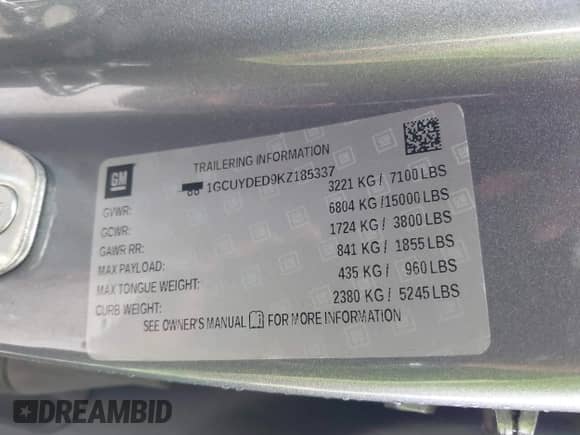 GM
TRAILERING INFORMATION
1GCUYDED9KZ185337
GVWR: 3221 KG / 7100 LBS
GCWR: 6804 KG /15000 LBS
GAWR RR: 1724 KG / 3800 LBS
MAX PAYLOAD: 841 KG / 1855 LBS
MAX TONGUE WEIGHT: 435 KG / 960 LBS
CURB WEIGHT: 2380 KG / 5245 LBS
SEE OWNER'S MANUAL FOR MORE INFORMATION
DREAMBID